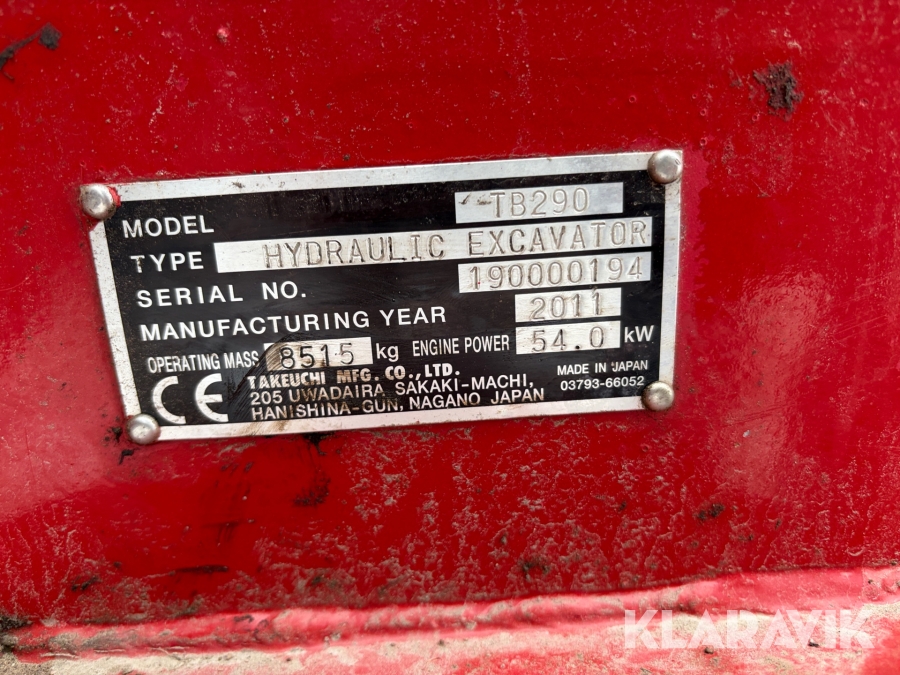 MODEL TB290
TYPE HYDRAULIC EXCAVATOR
SERIAL NO. 190000194
MANUFACTURING YEAR 2011
OPERATING MASS 8515 kg ENGINE POWER 54.0 kW
CE TAKEUCHI MFG. CO., LTD.
205 UWADAIRA, SAKAKI-MACHI,
HANISHINA-GUN, NAGANO JAPAN
MADE IN JAPAN
03793-66052
KLARAVIK